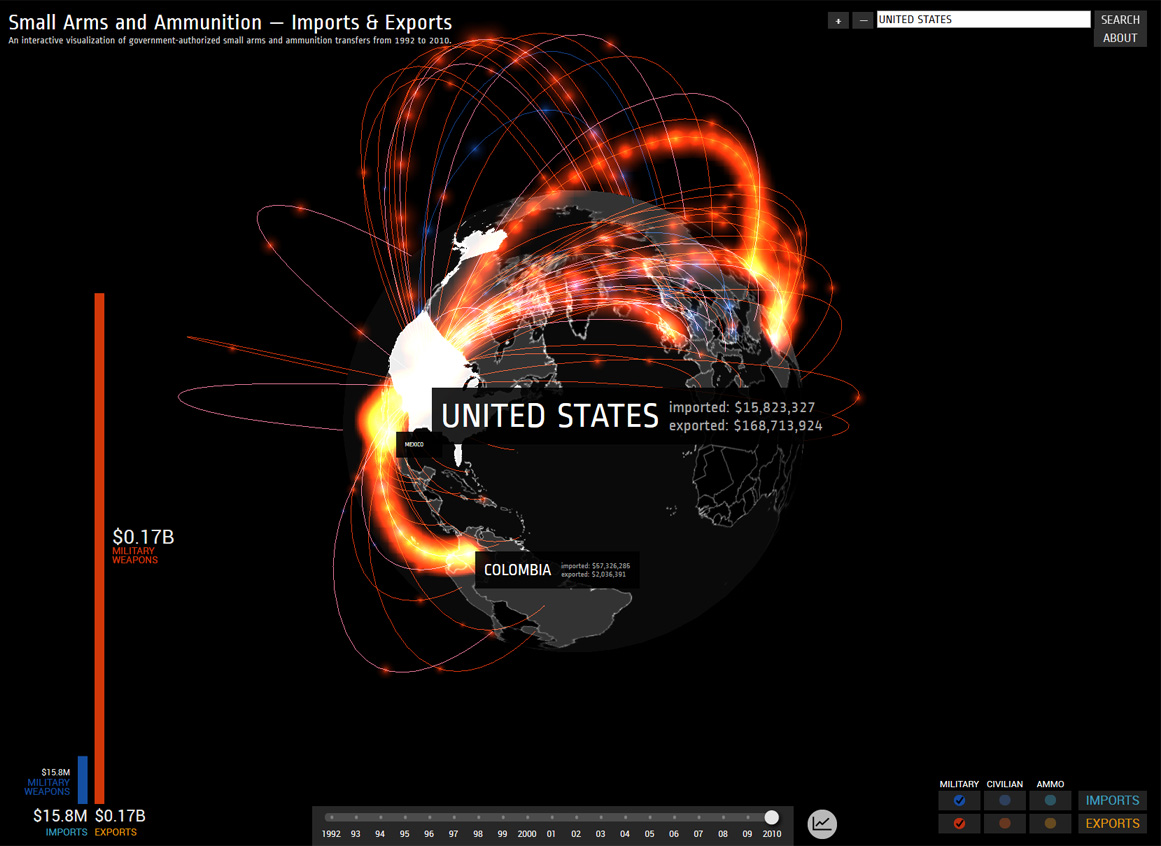 Small Arms and Ammunition — Imports & Exports
An interactive visualization of government-authorized small arms and ammunition transfers from 1992 to 2010.
+ — UNITED STATES SEARCH
ABOUT
UNITED STATES
imported: $15,823,327
exported: $168,713,924
MEXICO
$0.17B
MILITARY
WEAPONS
COLOMBIA
imported: $57,326,285
exported: $2,036,391
$15.8M
MILITARY
WEAPONS
$15.8M $0.17B
IMPORTS EXPORTS
1992 93 94 95 96 97 98 99 2000 01 02 03 04 05 06 07 08 09 2010
MILITARY CIVILIAN AMMO
IMPORTS
EXPORTS